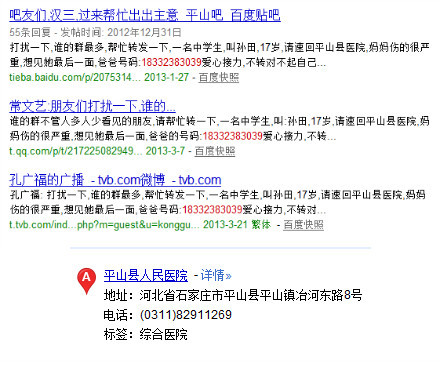 吧友们,汉三,过来帮忙出出主意_平山吧_百度贴吧
55条回复 - 发帖时间: 2012年12月31日
打扰一下,谁的群最多,帮忙转发一下,一名中学生,叫孙田,17岁,请速回平山县医院,妈妈伤的很严重,想见她最后一面,爸爸号码:18332383039爱心接力,不转对不起自己...
tieba.baidu.com/p/2075314... 2013-1-27 - 百度快照
常文艺:朋友们打扰一下,谁的...
谁的群不管人多人少看见的朋友,请帮忙转一下,一名中学生,叫:孙田,17岁,请速回平山县医院,妈妈伤的很严重,想见她最后一面,爸爸的号码:18332383039爱心接力,不转...
t.qq.com/p/t/217225082949... 2013-3-7 - 百度快照
孔广福的广播 - tvb.com微博 - tvb.com
孔广福: 打扰一下,谁的群最多,帮忙转发一下,一名中学生,叫孙田,17岁,请速回平山县医院,妈妈伤的很严重,想见她最后一面,爸爸号码:18332383039爱心接力,不转对...
t.tvb.com/ind...php?m=guest&u=konggu... 2013-3-21 繁体 - 百度快照
A 平山县人民医院 - 详情»
地址: 河北省石家庄市平山县平山镇冶河东路8号
电话: (0311)82911269
标签: 综合医院